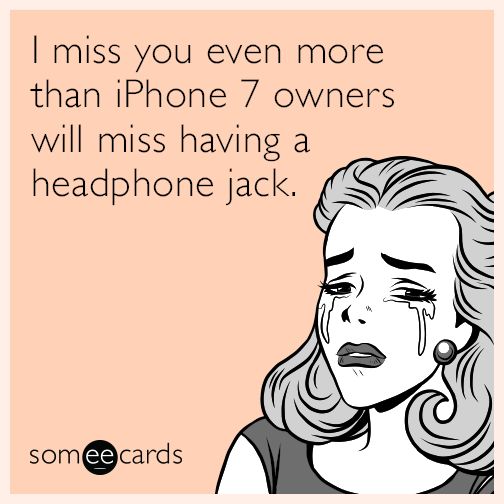 I miss you even more
than iPhone 7 owners
will miss having a
headphone jack.
someecards